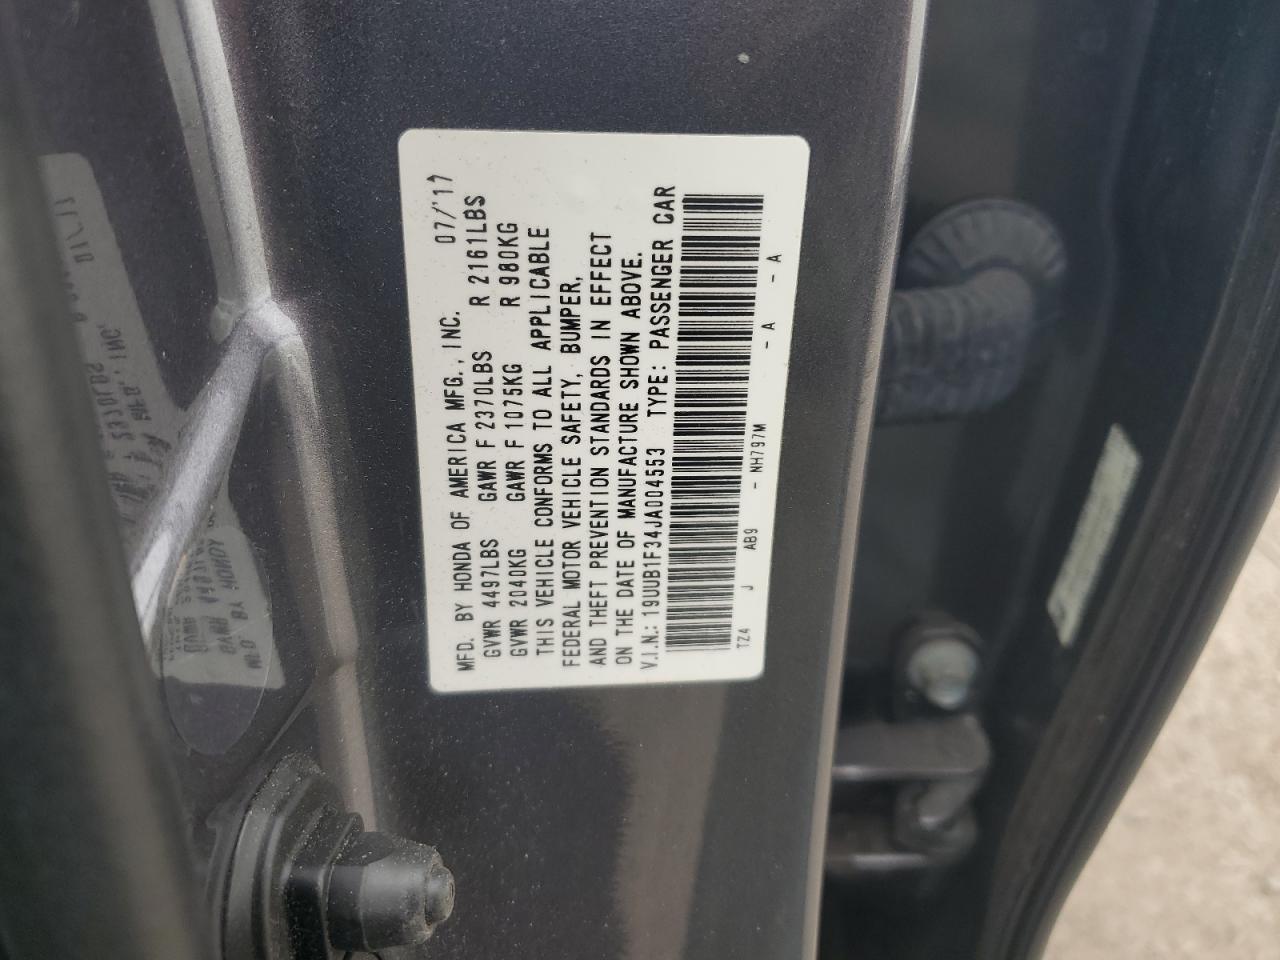 MFD. BY HONDA OF AMERICA MFG., INC. 07/'17
GVWR 4497LBS GAWR F 2370LBS R 2161LBS
GVWR 2040KG GAWR F 1075KG R 980KG
THIS VEHICLE CONFORMS TO ALL APPLICABLE
FEDERAL MOTOR VEHICLE SAFETY, BUMPER,
AND THEFT PREVENTION STANDARDS IN EFFECT
ON THE DATE OF MANUFACTURE SHOWN ABOVE.
V.I.N.: 19UUB1F34JA004553 TYPE: PASSENGER CAR
TZ4 J AB9 - NH797M - A - A